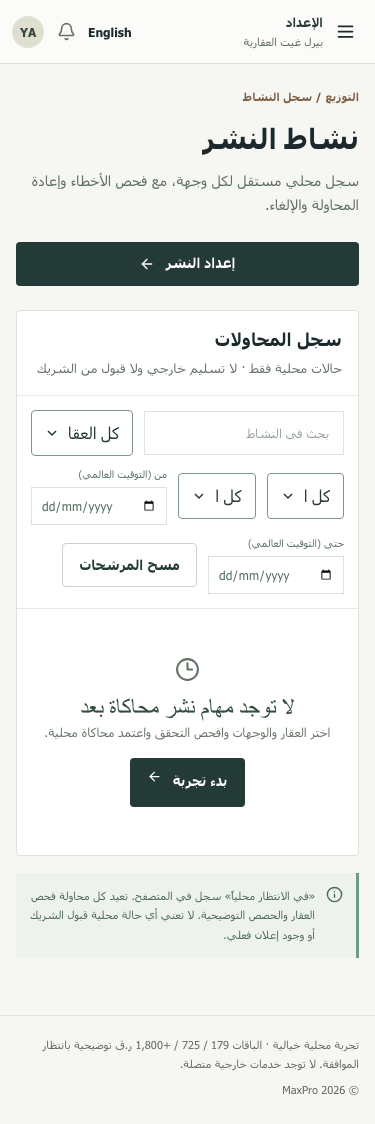 الإعداد
بيرل غيت العقارية
English
YA
التوزيع / سجل النشاط
نشاط النشر
سجل محلي مستقل لكل وجهة، مع فحص الأخطاء وإعادة
المحاولة والإلغاء.
إعداد النشر
سجل المحاولات
حالات محلية فقط · لا تسليم خارجي ولا قبول من الشريك
بحث في النشاط
كل العقا
كل ا
كل ا
من (التوقيت العالمي)
dd/mm/yyyy
حتى (التوقيت العالمي)
dd/mm/yyyy
مسح المرشحات
لا توجد مهام نشر محاكاة بعد
اختر العقار والوجهات وافحص التحقق واعتمد محاكاة محلية.
بدء تجربة
«في الانتظار محلياً» سجل في المتصفح. تعيد كل محاولة فحص
العقار والحصص التوضيحية. لا تعني أي حالة محلية قبول الشريك
أو وجود إعلان فعلي.
تجربة محلية خيالية · الباقات 179 / 725 / +1,800 ر.ق توضيحية بانتظار
الموافقة. لا توجد خدمات خارجية متصلة.
© 2026 MaxPro